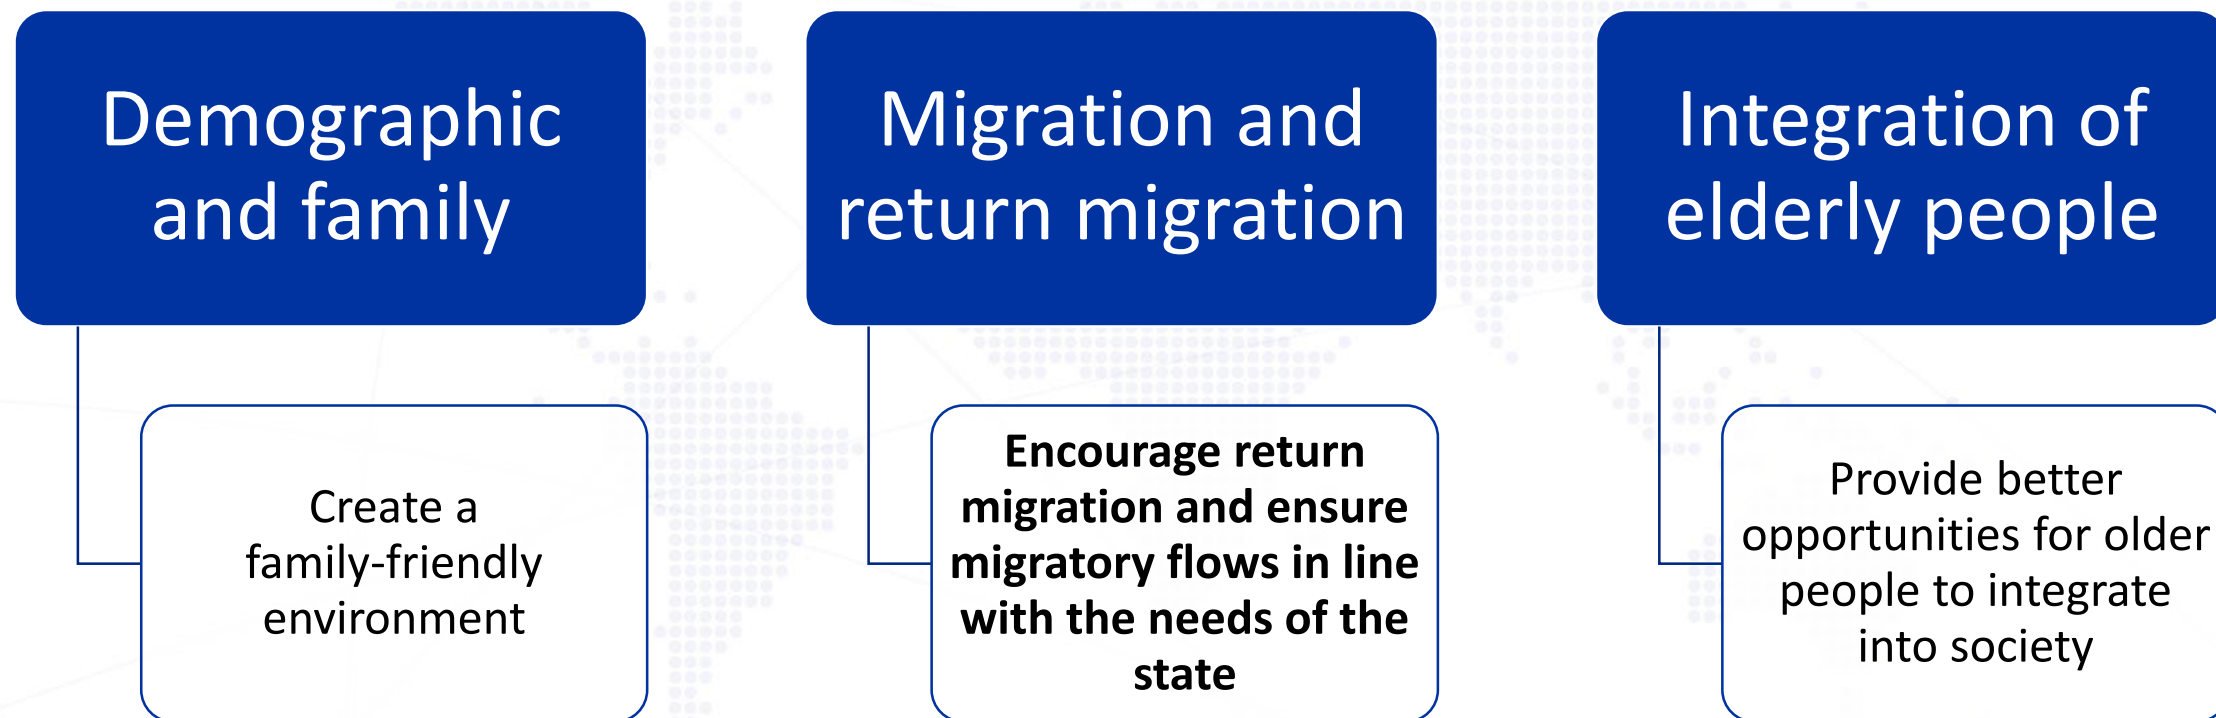 Demographic
and family
Create a
family-friendly
environment
Migration and
return migration
Encourage return
migration and ensure
migratory flows in line
with the needs of the
state
Integration of
elderly people
Provide better
opportunities for older
people to integrate
into society